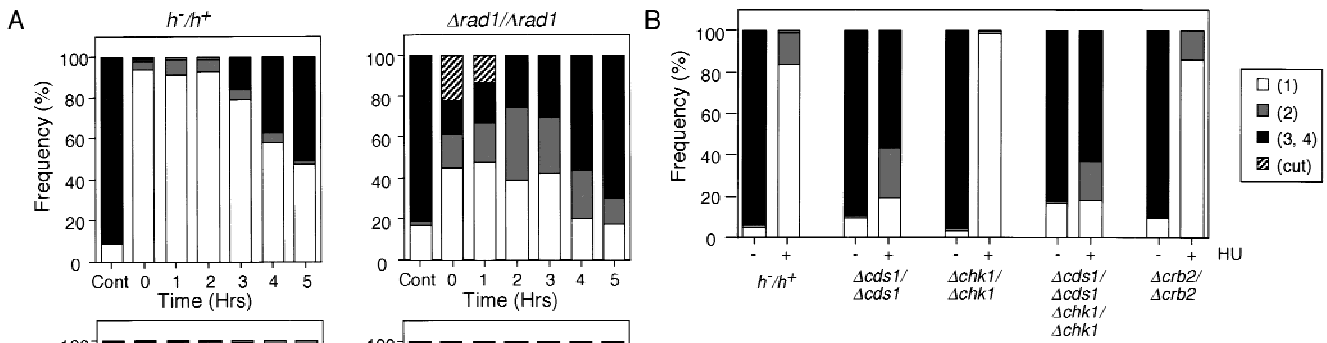 A
h-/h+
Frequency (%)
100
80
60
40
20
0
Cont 0 1 2 3 4 5
Time (Hrs)
Δrad1/Δrad1
100
80
60
40
20
0
Cont 0 1 2 3 4 5
Time (Hrs)
B
Frequency (%)
100
80
60
40
20
0
- + - + - + - + - + HU
h-/h+
Δcds1/
Δcds1
Δchk1/
Δchk1
Δcds1/
Δcds1
Δchk1/
Δchk1
Δcrb2/
Δcrb2
(1)
(2)
(3, 4)
(cut)